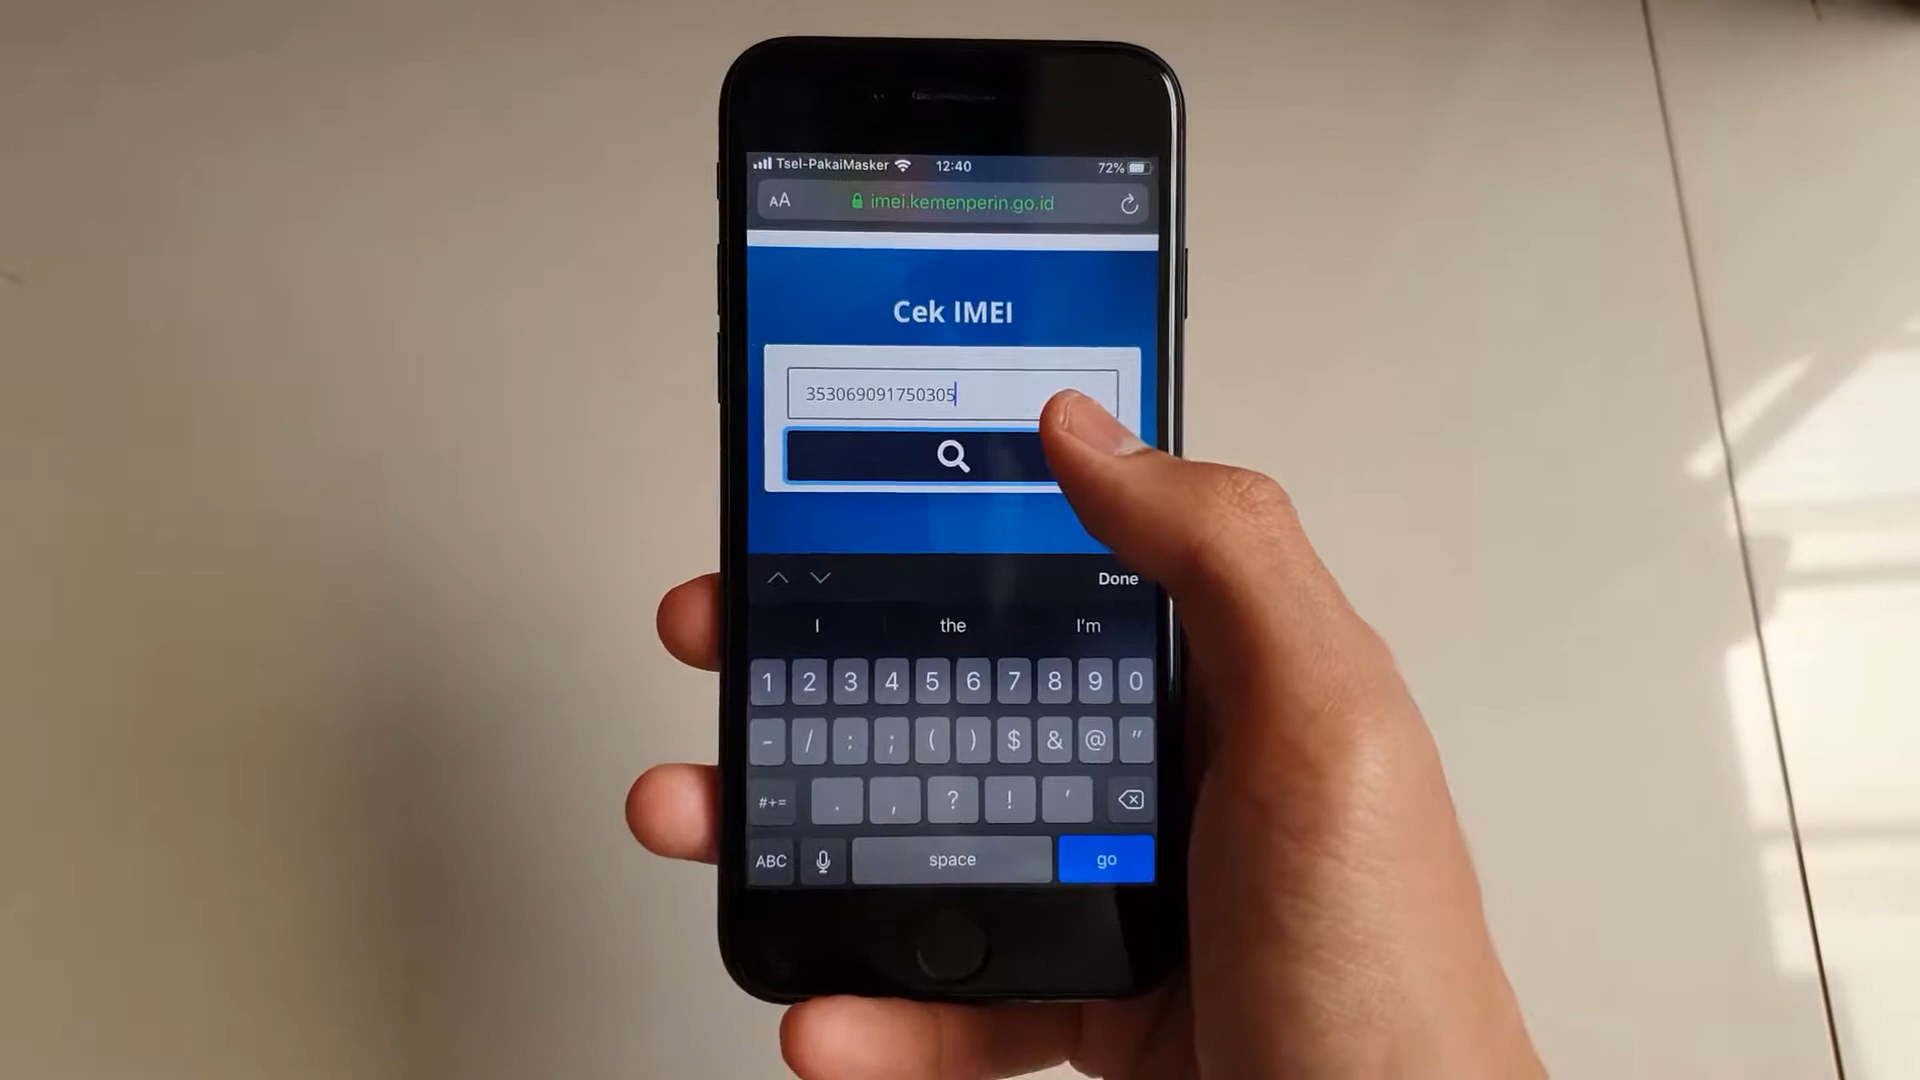 Tsel-PakaiMasker 12:40 72%
AA imei.kemenperin.go.id
Cek IMEI
353069091750305
Done
I the I'm
1 2 3 4 5 6 7 8 9 0
- / : ; ( ) $ & @ "
#+= . , ? ! '
ABC space go